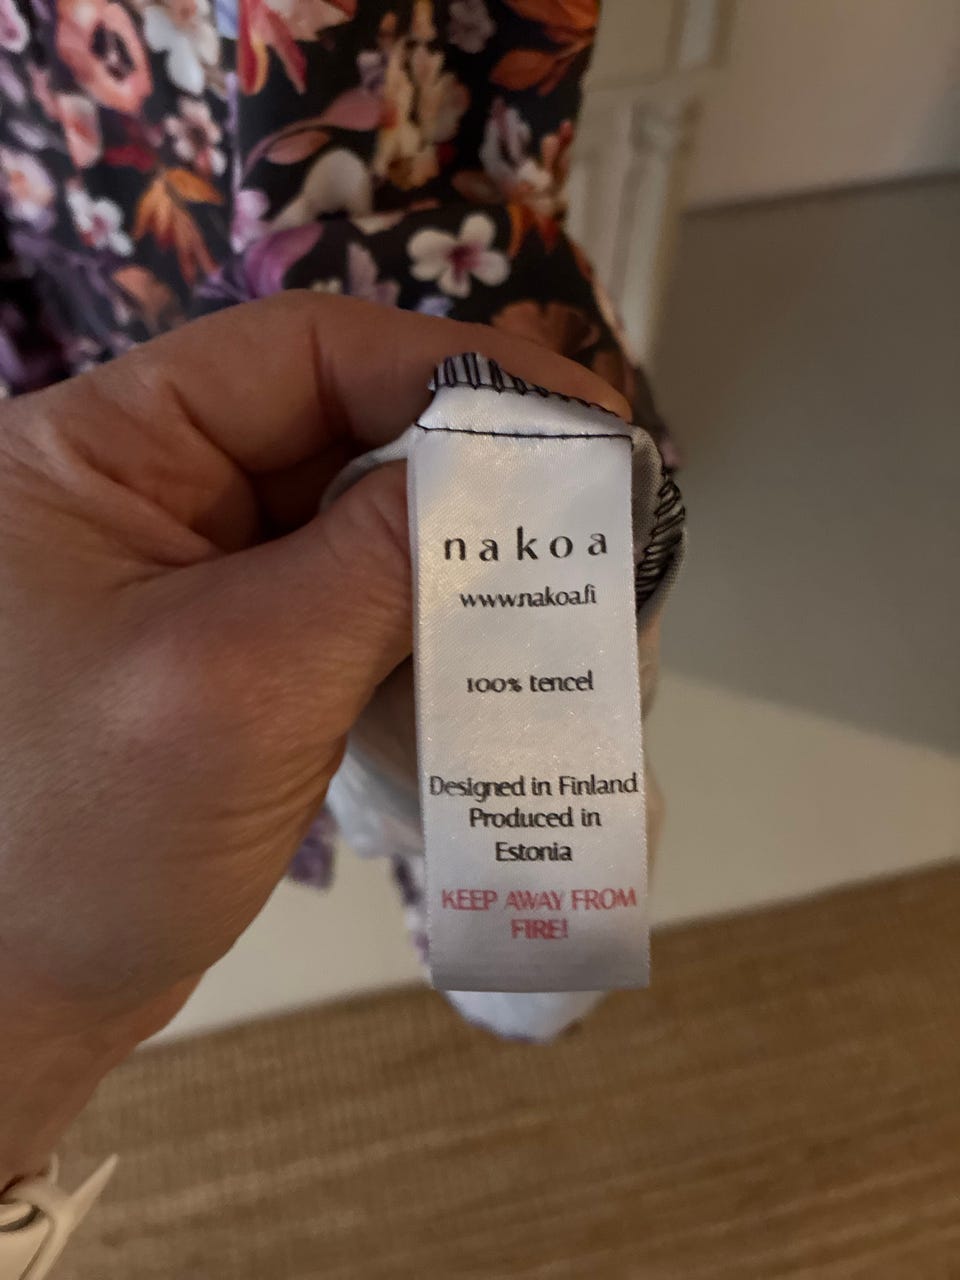 nakoa
www.nakoa.fi
100% tencel
Designed in Finland
Produced in
Estonia
KEEP AWAY FROM
FIRE!